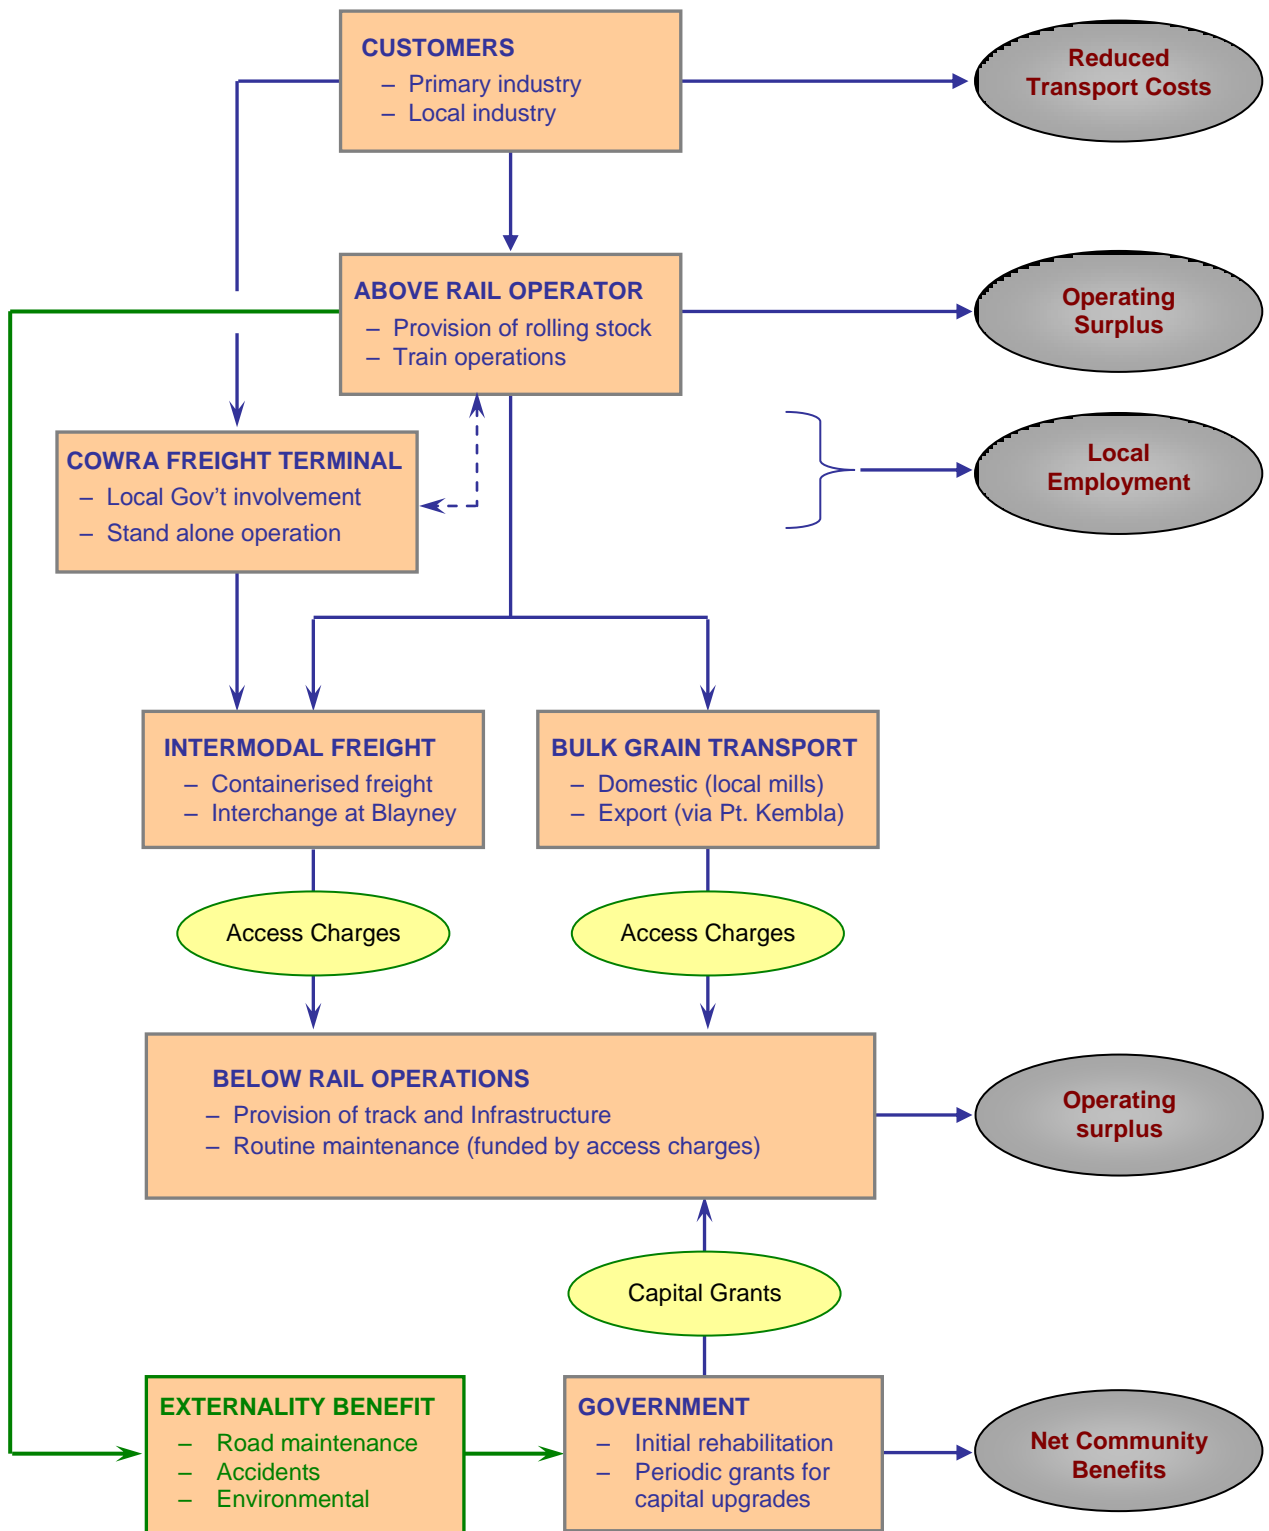 CUSTOMERS
– Primary industry
– Local industry
Reduced
Transport Costs
ABOVE RAIL OPERATOR
– Provision of rolling stock
– Train operations
Operating
Surplus
COWRA FREIGHT TERMINAL
– Local Gov’t involvement
– Stand alone operation
Local
Employment
INTERMODAL FREIGHT
– Containerised freight
– Interchange at Blayney
BULK GRAIN TRANSPORT
– Domestic (local mills)
– Export (via Pt. Kembla)
Access Charges
Access Charges
BELOW RAIL OPERATIONS
– Provision of track and Infrastructure
– Routine maintenance (funded by access charges)
Operating
surplus
Capital Grants
EXTERNALITY BENEFIT
– Road maintenance
– Accidents
– Environmental
GOVERNMENT
– Initial rehabilitation
– Periodic grants for
capital upgrades
Net Community
Benefits